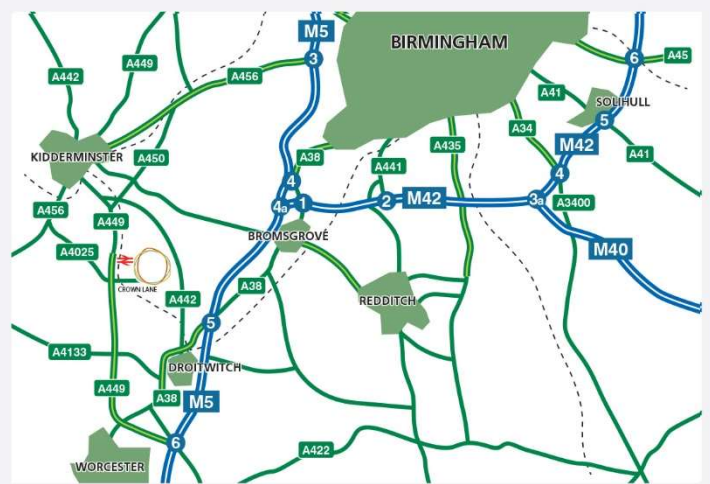 M5
BIRMINGHAM
3
6
A45
A442
A449
A456
A41
SOLIHULL
A34
5
KIDDERMINSTER
A450
A38
A441
A435
M42
A41
4
4
4a
1
2
M42
3a
A3400
A456
A449
BROMSGROVE
M40
A4025
CROWN LANE
A442
A38
REDDITCH
5
A4133
DROITWITCH
A449
A38
M5
6
A422
WORCESTER